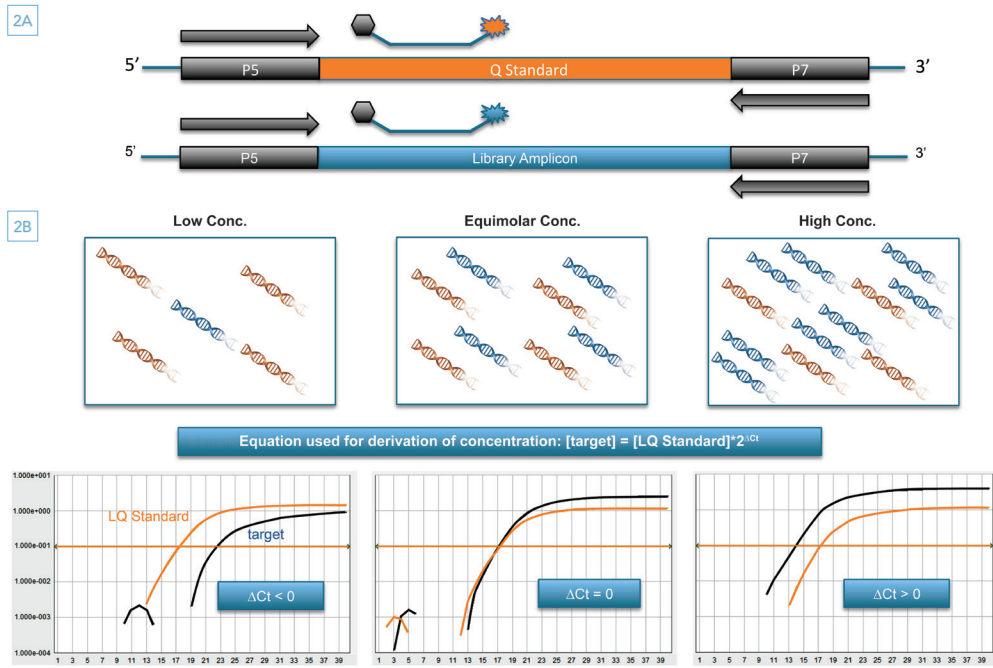 2A
5’ P5 Q Standard P7 3’
5’ P5 Library Amplicon P7 3’
2B
Low Conc. Equimolar Conc. High Conc.
Equation used for derivation of concentration: [target] = [LQ Standard]*2^ΔCt
1.000e+001
1.000e+000
1.000e-001
1.000e-002
1.000e-003
1.000e-004
LQ Standard
target
ΔCt < 0
1 3 5 7 9 11 13 15 17 19 21 23 25 27 29 31 33 35 37 39
ΔCt = 0
1 3 5 7 9 11 13 15 17 19 21 23 25 27 29 31 33 35 37 39
ΔCt > 0
1 3 5 7 9 11 13 15 17 19 21 23 25 27 29 31 33 35 37 39